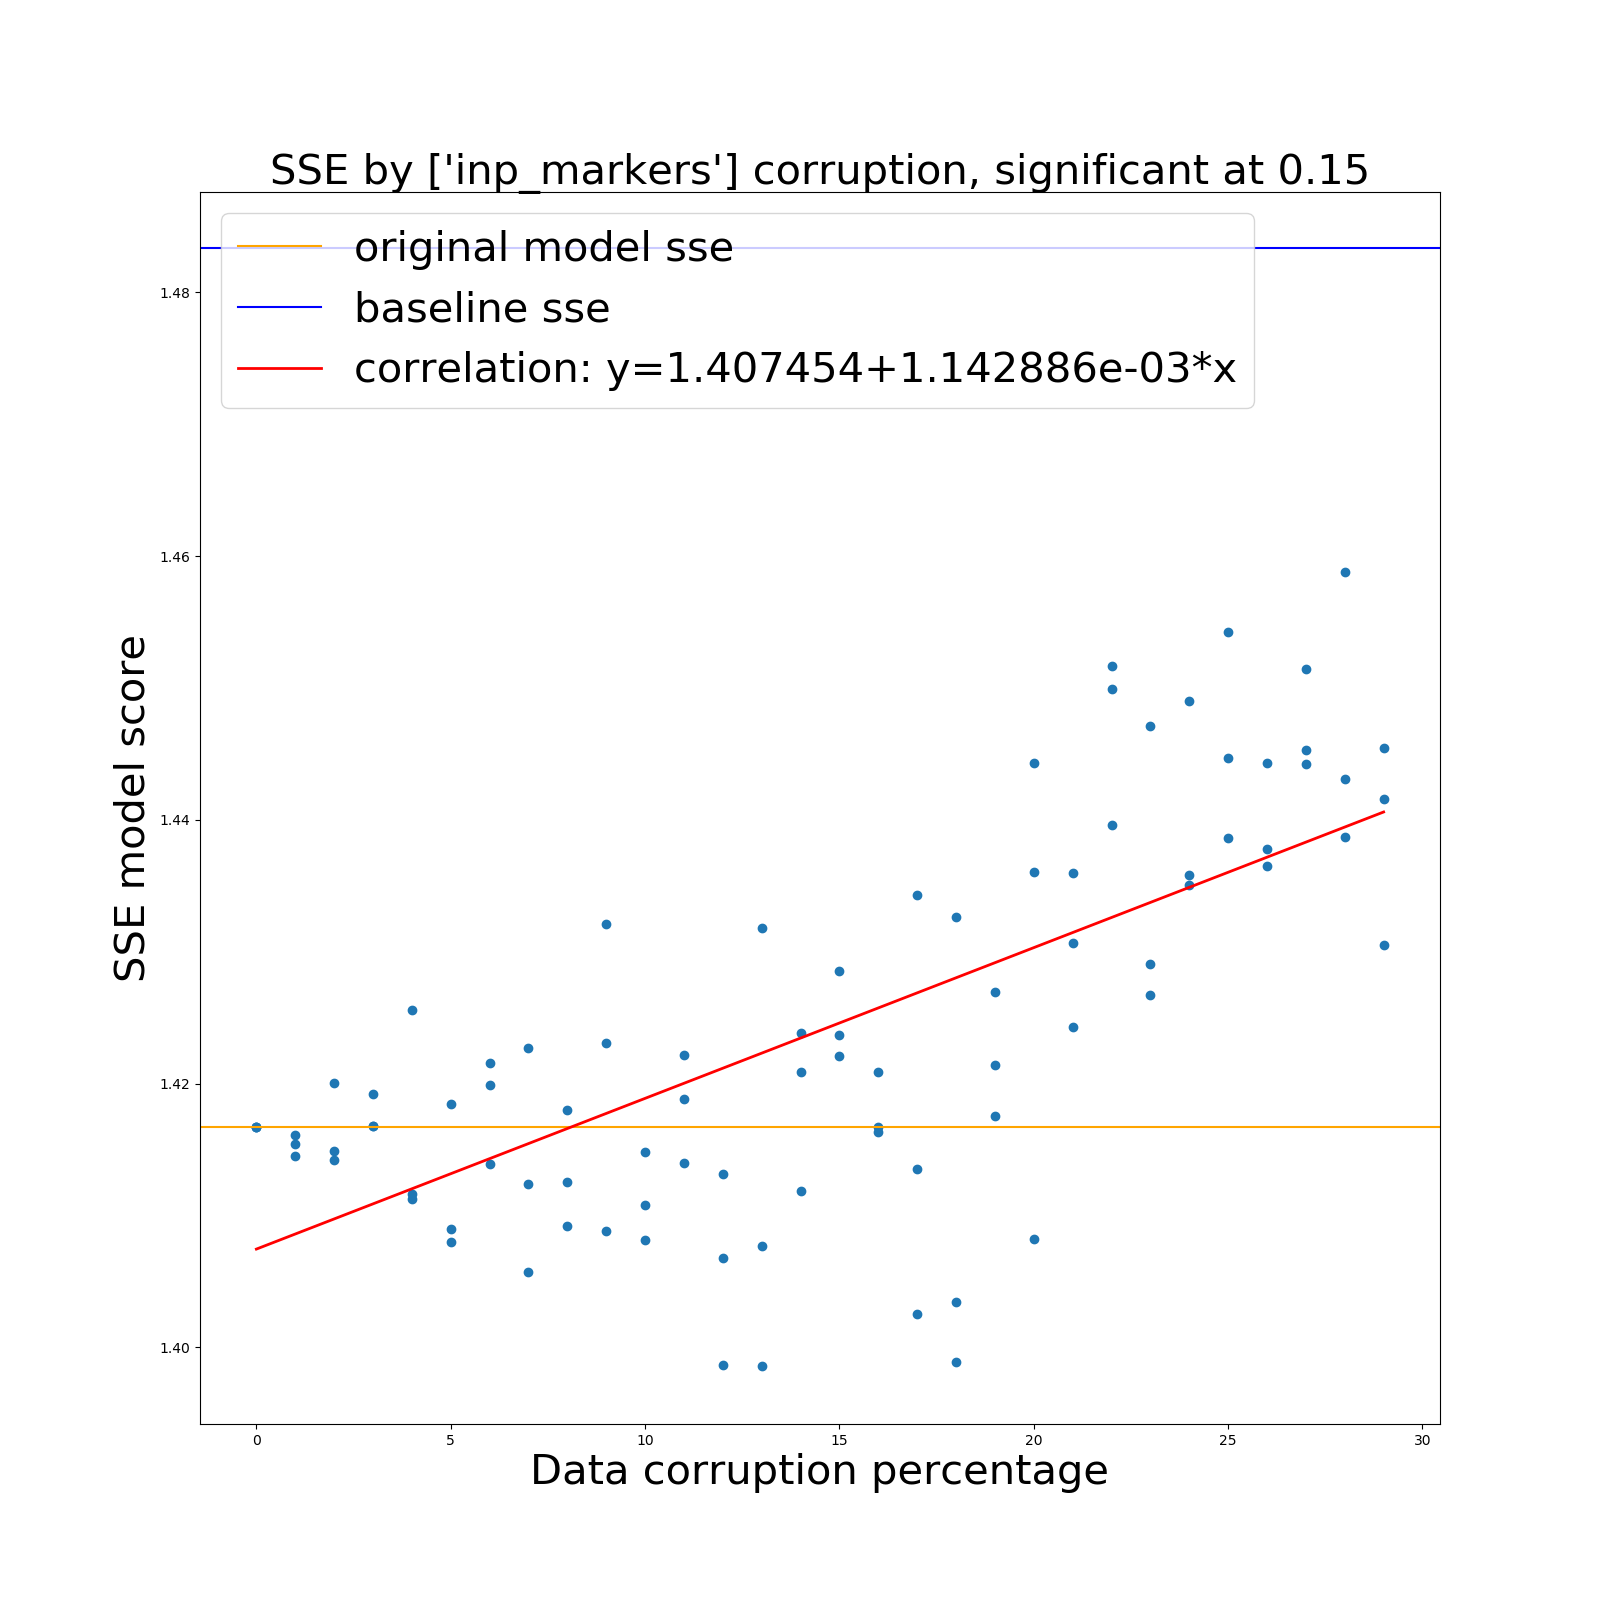 SSE by ['inp_markers'] corruption, significant at 0.15
original model sse
baseline sse
correlation: y=1.407454+1.142886e-03*x
1.48
1.46
1.44
1.42
1.40
SSE model score
0 5 10 15 20 25 30
Data corruption percentage